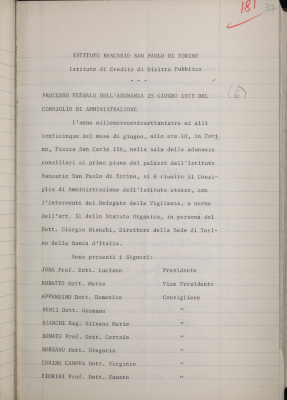 181
37
ISTITUTO BANCARIO SAN PAOLO DI TORINO
Istituto di Credito di Diritto Pubblico
- - -
PROCESSO VERBALE DELL'ADUNANZA 25 GIUGNO 1973 DEL
CONSIGLIO DI AMMINISTRAZIONE
(6)
L'anno millenovecentosettantatre ed alli
venticinque del mese di giugno, alle ore 10, in Tori
no, Piazza San Carlo 156, nella sala delle adunanze
consiliari al primo piano del palazzo dell'Istituto
Bancario San Paolo di Torino, si è riunito il Consi-
glio di Amministrazione dell'Istituto stesso, con
l'intervento del Delegato della Vigilanza, a norma
dell'art. 31 dello Statuto Organico, in persona del
Dott. Giorgio Bianchi, Direttore della Sede di Tori-
no della Banca d'Italia.
Sono presenti i Signori:
JONA Prof. Dott. Luciano Presidente
RUBATTO Dott. Mario Vice Presidente
APPENDINO Dott. Domenico Consigliere
BENZI Dott. Germano "
BIANCHI Rag. Silvano Mario "
BONATO Prof. Dott. Corrado "
BORGARO Dott. Gregorio "
CERINO CANOVA Dott. Virginio "
FIORINI Prof. Dott. Fausto "